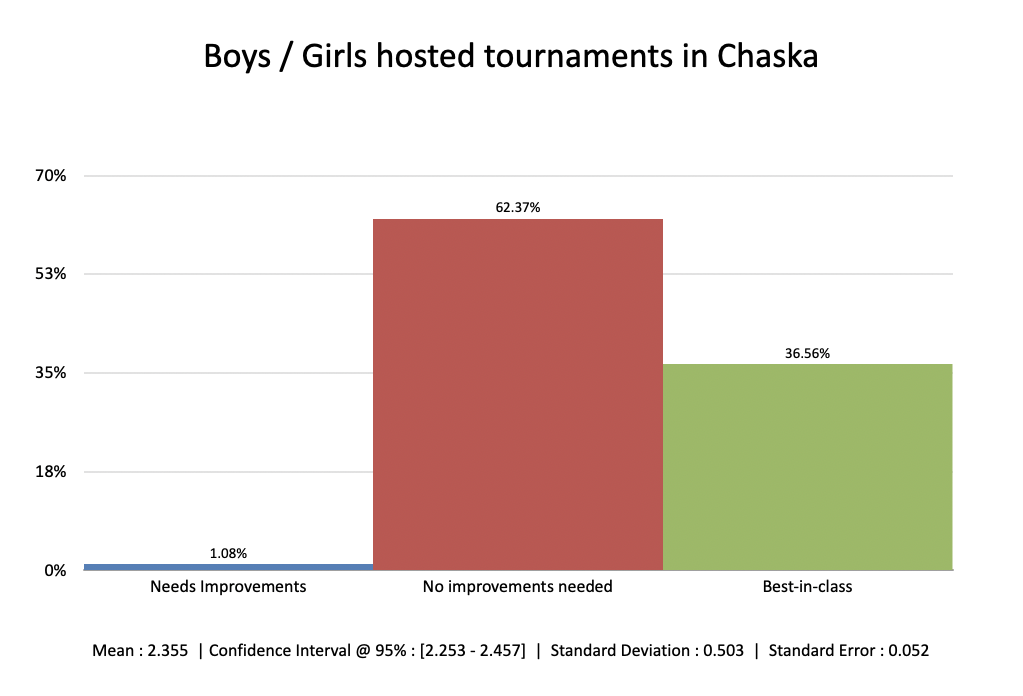 Boys / Girls hosted tournaments in Chaska
70%
62.37%
53%
36.56%
35%
18%
1.08%
0%
Needs Improvements No improvements needed Best-in-class
Mean : 2.355 | Confidence Interval @ 95% : [2.253 - 2.457] | Standard Deviation : 0.503 | Standard Error : 0.052